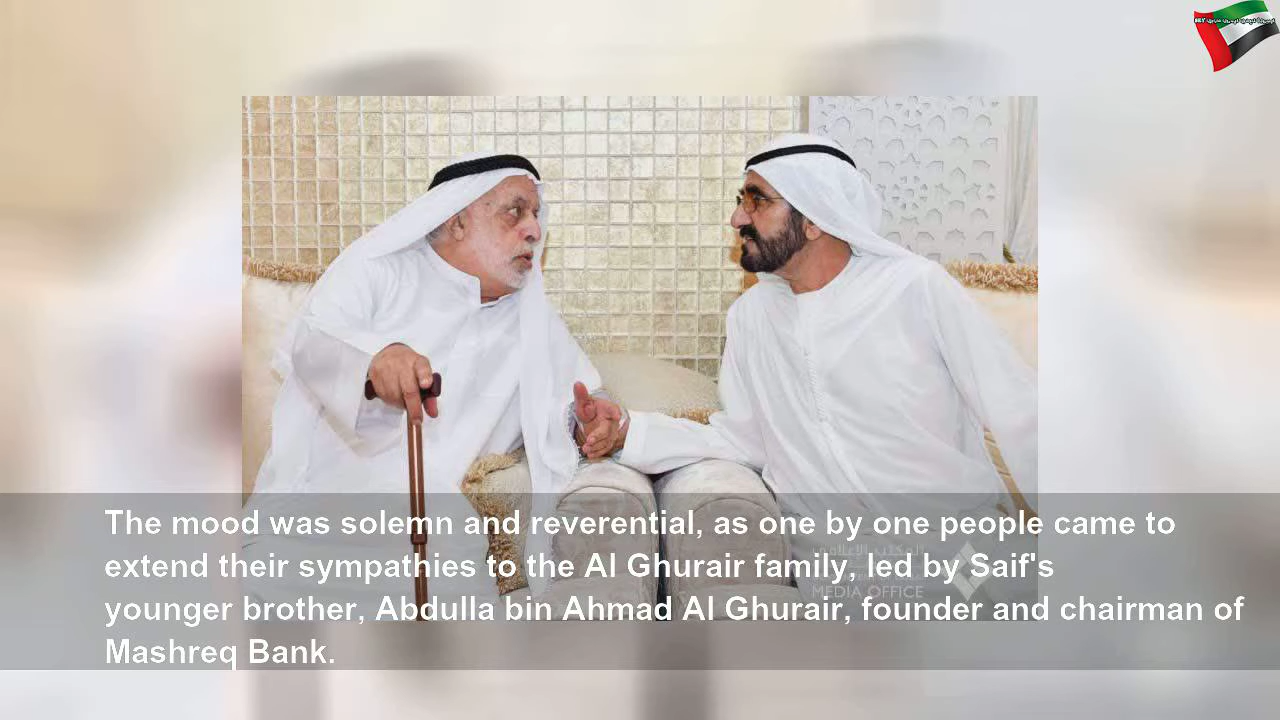 The mood was solemn and reverential, as one by one people came to
extend their sympathies to the Al Ghurair family, led by Saif's
younger brother, Abdulla bin Ahmad Al Ghurair, founder and chairman of
Mashreq Bank.
MEDIA OFFICE